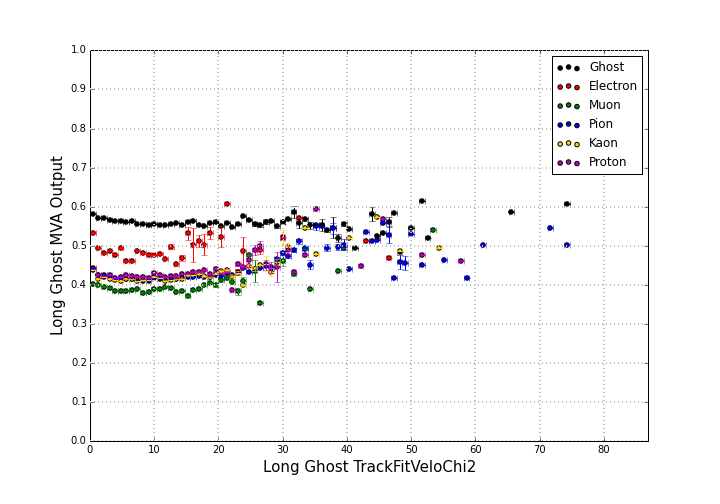 1.0
0.9
0.8
0.7
0.6
0.5
0.4
0.3
0.2
0.1
0.0
Long Ghost MVA Output
Ghost
Electron
Muon
Pion
Kaon
Proton
0 10 20 30 40 50 60 70 80
Long Ghost TrackFitVeloChi2